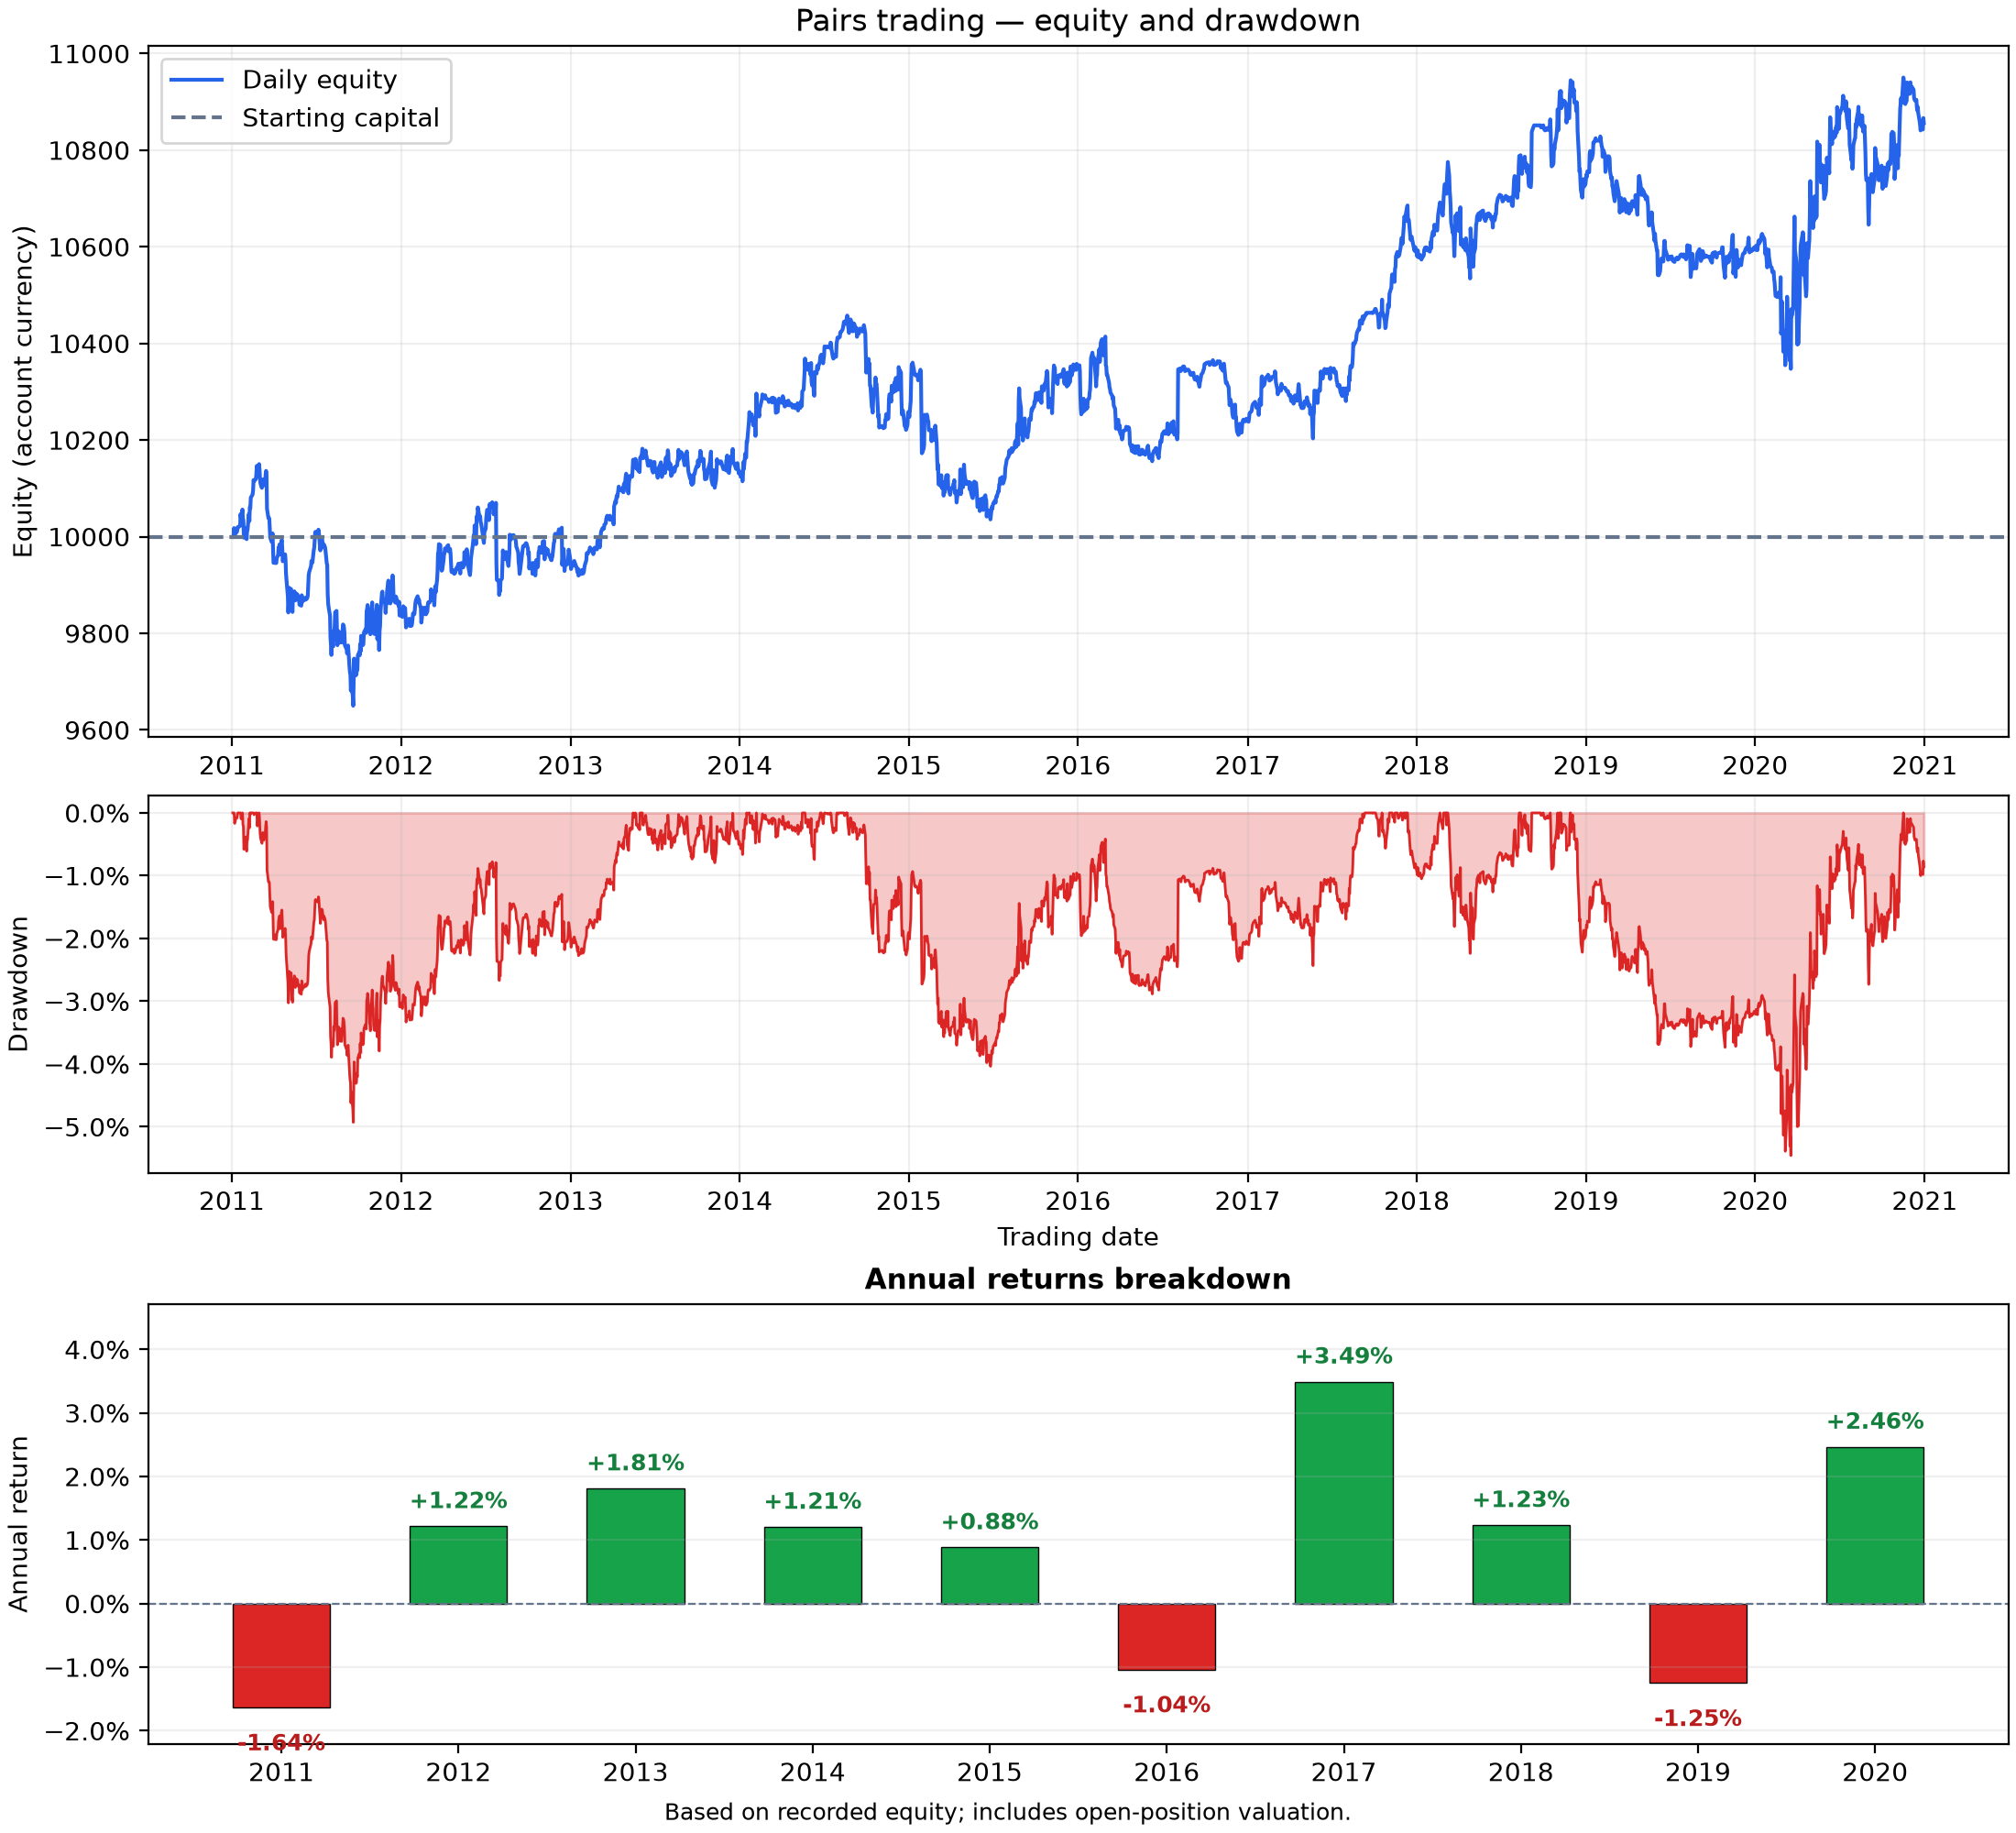 Pairs trading — equity and drawdown
Equity (account currency)
11000
10800
10600
10400
10200
10000
9800
9600
Daily equity
Starting capital
2011 2012 2013 2014 2015 2016 2017 2018 2019 2020 2021
Drawdown
0.0%
−1.0%
−2.0%
−3.0%
−4.0%
−5.0%
2011 2012 2013 2014 2015 2016 2017 2018 2019 2020 2021
Trading date
Annual returns breakdown
Annual return
4.0%
3.0%
2.0%
1.0%
0.0%
−1.0%
−2.0%
-1.64%
+1.22%
+1.81%
+1.21%
+0.88%
-1.04%
+3.49%
+1.23%
-1.25%
+2.46%
2011 2012 2013 2014 2015 2016 2017 2018 2019 2020
Based on recorded equity; includes open-position valuation.